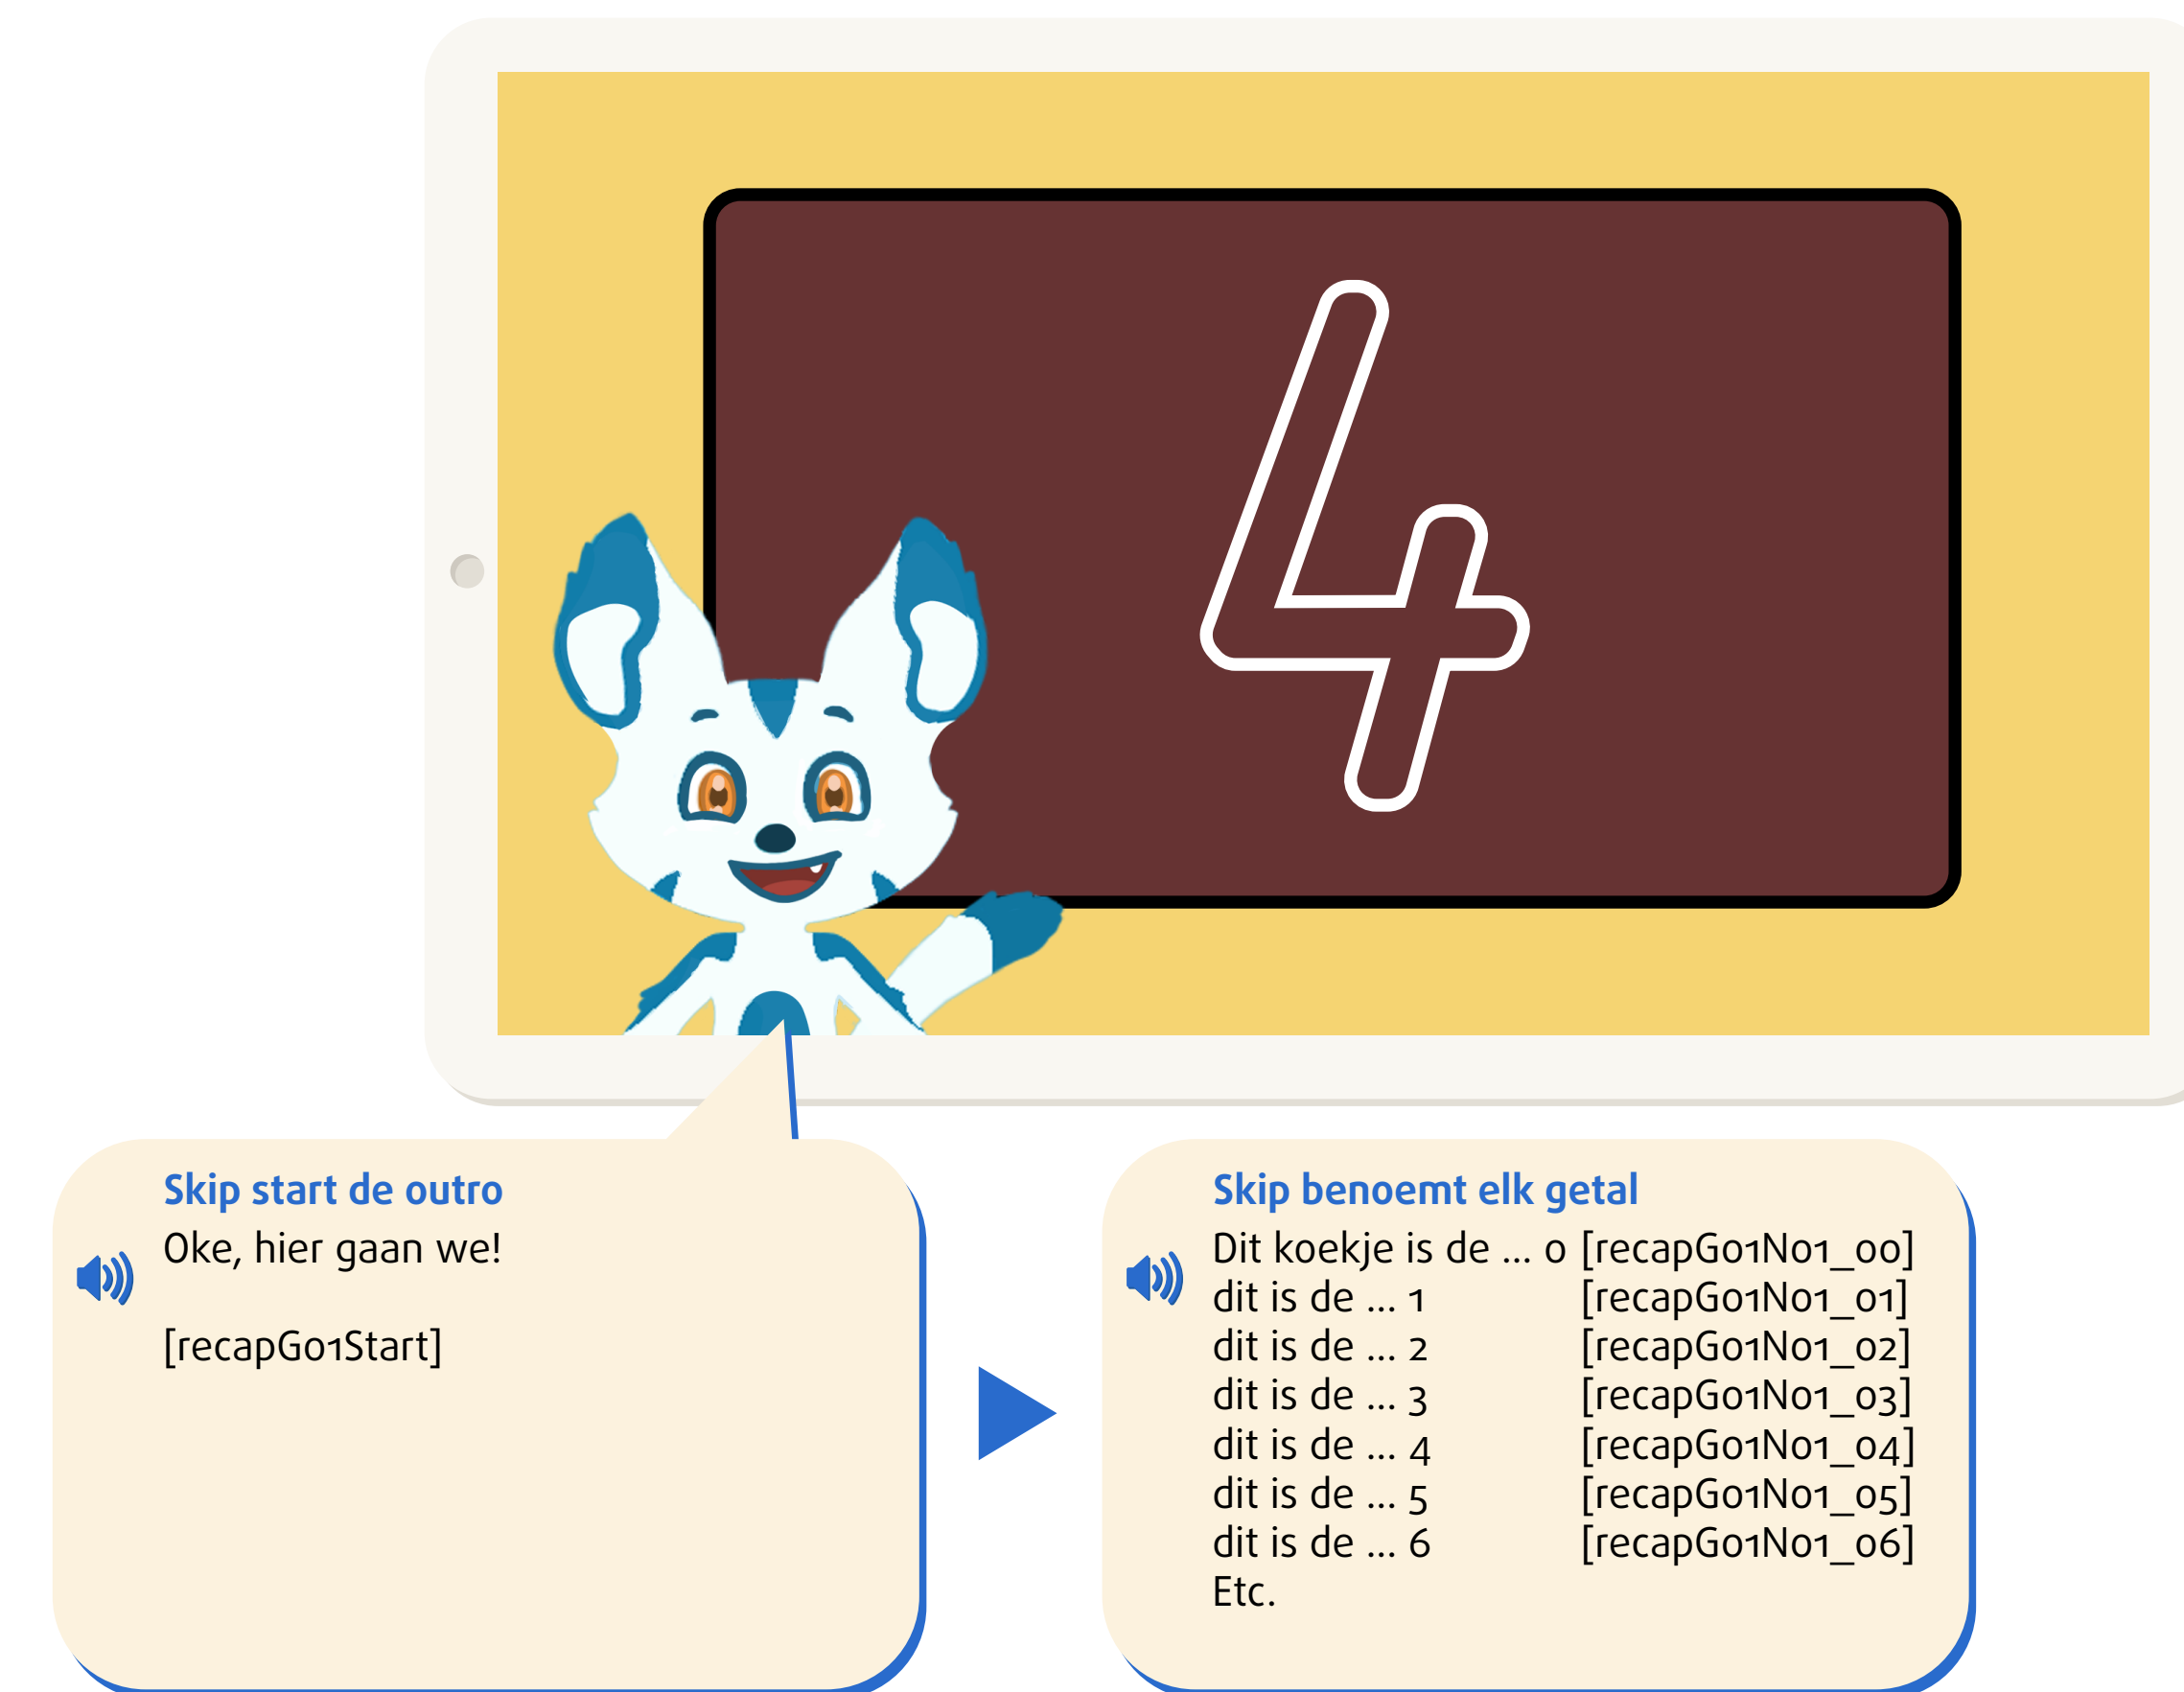 4
Skip start de outro
Oke, hier gaan we!
[recapG01Start]
Skip benoemt elk getal
Dit koekje is de ... 0 [recapG01N01_00]
dit is de ... 1 [recapG01N01_01]
dit is de ... 2 [recapG01N01_02]
dit is de ... 3 [recapG01N01_03]
dit is de ... 4 [recapG01N01_04]
dit is de ... 5 [recapG01N01_05]
dit is de ... 6 [recapG01N01_06]
Etc.